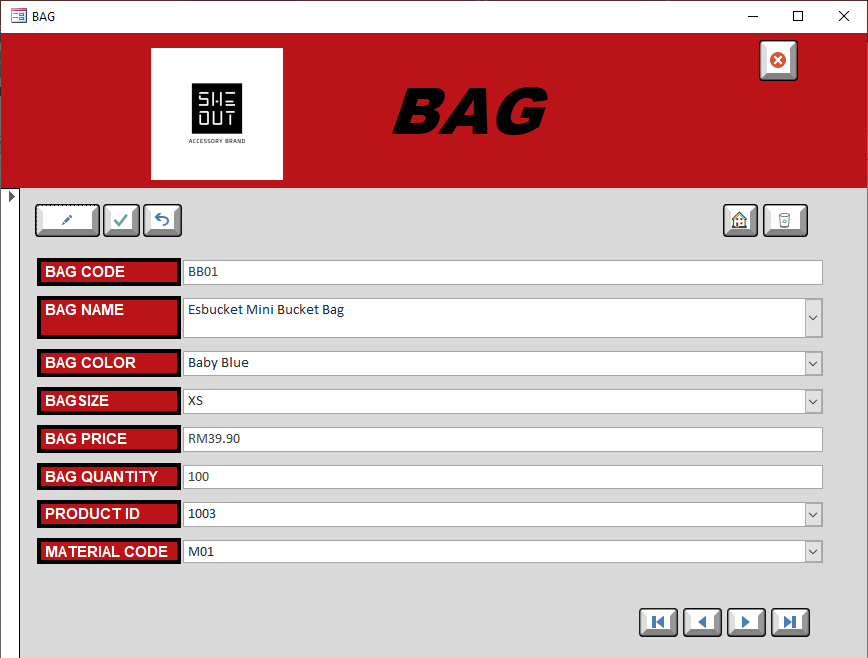 BAG
SHE
OUT
ACCESSORY BRAND
BAG
BAG CODE BB01
BAG NAME Esbucket Mini Bucket Bag
BAG COLOR Baby Blue
BAGSIZE XS
BAG PRICE RM39.90
BAG QUANTITY 100
PRODUCT ID 1003
MATERIAL CODE M01